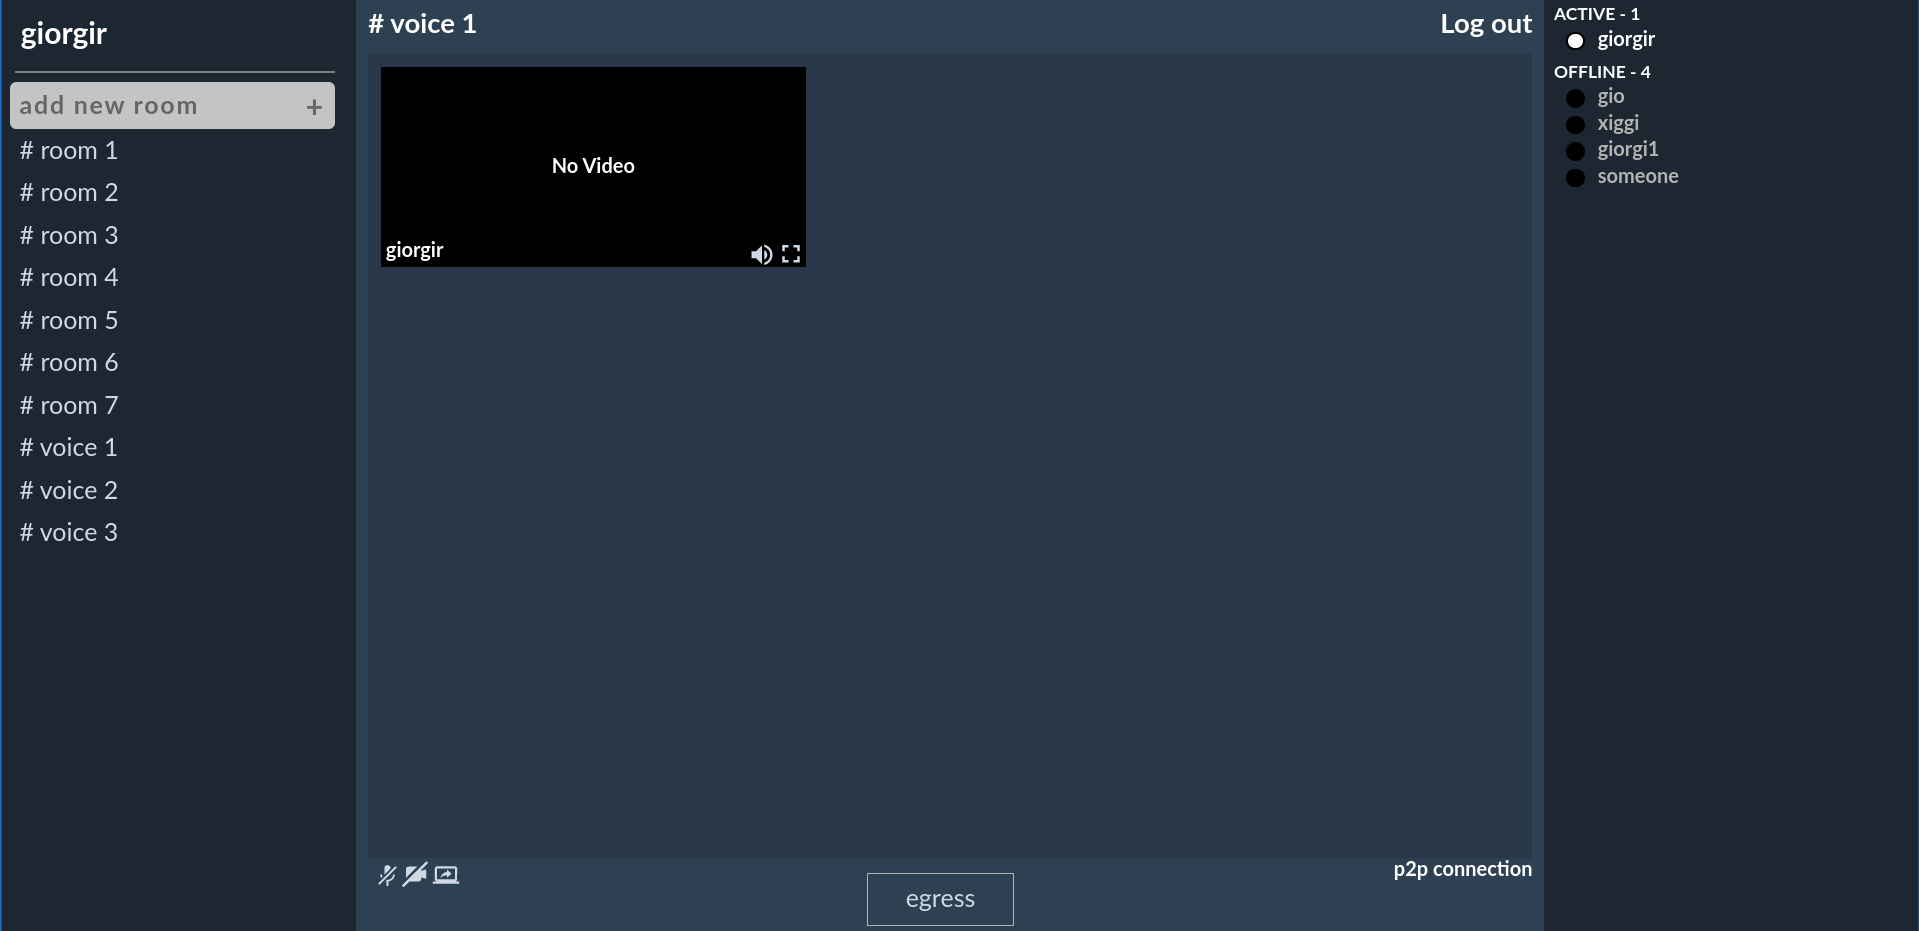 giorgir
add new room +
# room 1
# room 2
# room 3
# room 4
# room 5
# room 6
# room 7
# voice 1
# voice 2
# voice 3
# voice 1
Log out
No Video
giorgir
p2p connection
egress
ACTIVE - 1
giorgir
OFFLINE - 4
gio
xiggi
giorgi1
someone